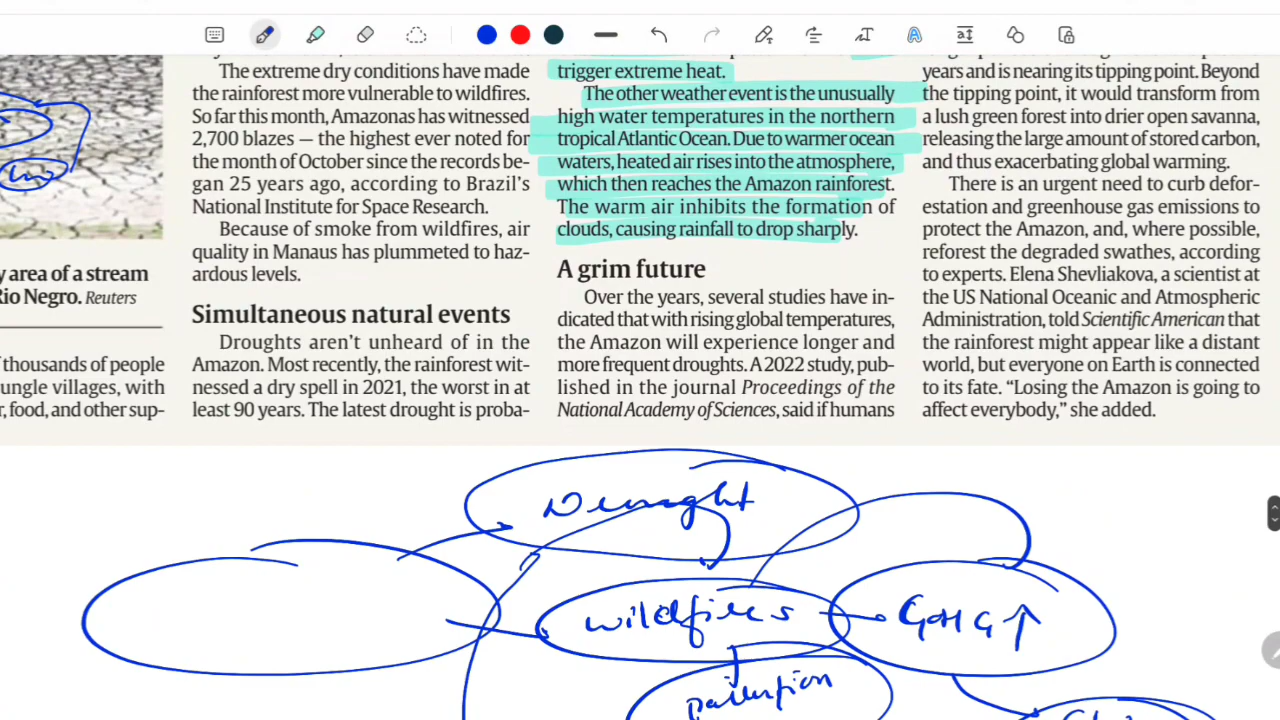 The extreme dry conditions have made
the rainforest more vulnerable to wildfires.
So far this month, Amazonas has witnessed
2,700 blazes — the highest ever noted for
the month of October since the records be-
gan 25 years ago, according to Brazil's
National Institute for Space Research.
Because of smoke from wildfires, air
quality in Manaus has plummeted to haz-
ardous levels.
Simultaneous natural events
Droughts aren't unheard of in the
Amazon. Most recently, the rainforest wit-
nessed a dry spell in 2021, the worst in at
least 90 years. The latest drought is proba-
y area of a stream
Rio Negro. Reuters
f thousands of people
ungle villages, with
r, food, and other sup-
trigger extreme heat.
The other weather event is the unusually
high water temperatures in the northern
tropical Atlantic Ocean. Due to warmer ocean
waters, heated air rises into the atmosphere,
which then reaches the Amazon rainforest.
The warm air inhibits the formation of
clouds, causing rainfall to drop sharply.
A grim future
Over the years, several studies have in-
dicated that with rising global temperatures,
the Amazon will experience longer and
more frequent droughts. A 2022 study, pub-
lished in the journal Proceedings of the
National Academy of Sciences, said if humans
years and is nearing its tipping point. Beyond
the tipping point, it would transform from
a lush green forest into drier open savanna,
releasing the large amount of stored carbon,
and thus exacerbating global warming.
There is an urgent need to curb defor-
estation and greenhouse gas emissions to
protect the Amazon, and, where possible,
reforest the degraded swathes, according
to experts. Elena Shevliakova, a scientist at
the US National Oceanic and Atmospheric
Administration, told Scientific American that
the rainforest might appear like a distant
world, but everyone on Earth is connected
to its fate. "Losing the Amazon is going to
affect everybody," she added.
Drought
wildfires
GHG↑